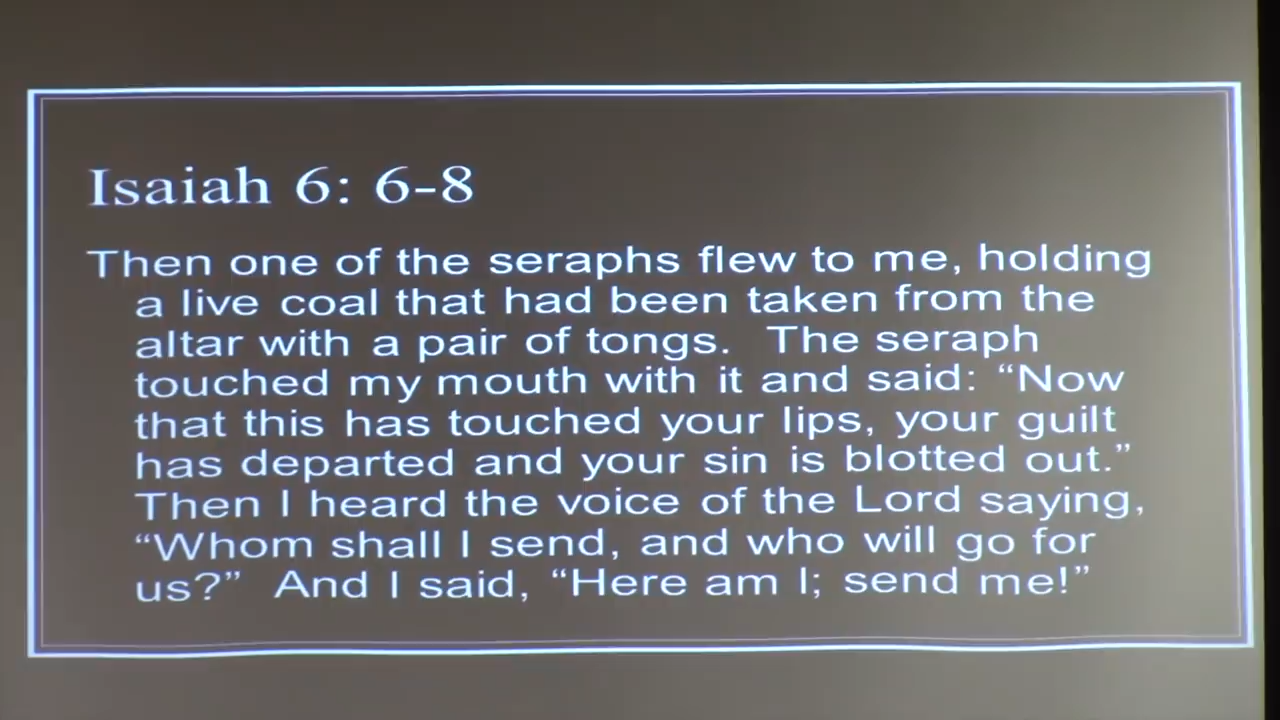 Isaiah 6: 6-8
Then one of the seraphs flew to me, holding
a live coal that had been taken from the
altar with a pair of tongs.  The seraph
touched my mouth with it and said: “Now
that this has touched your lips, your guilt
has departed and your sin is blotted out.”
Then I heard the voice of the Lord saying,
“Whom shall I send, and who will go for
us?”  And I said, “Here am I; send me!”